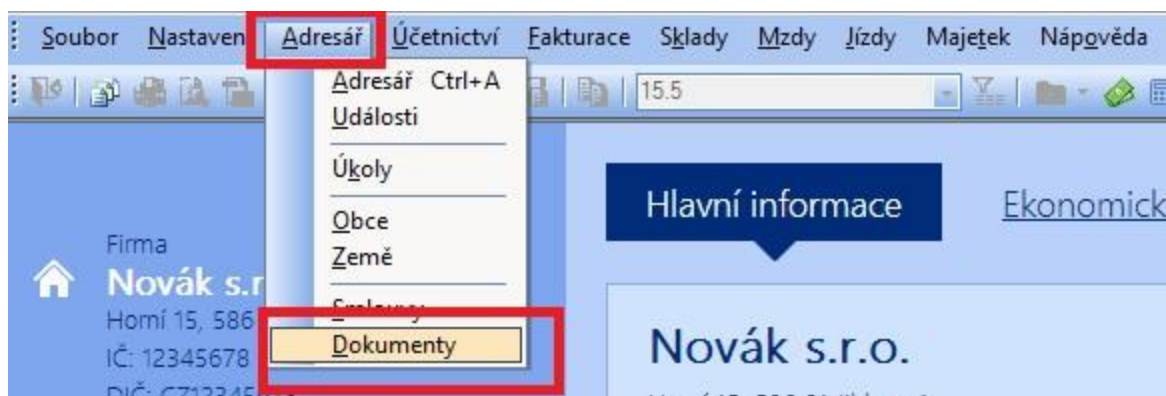 Soubor Nastaven Adresář Účetnictví Fakturace Sklady Mzdy Jízdy Majetek Nápověda
Adresář Ctrl+A
15.5
Události
Úkoly
Hlavní informace Ekonomick
Obce
Země
Firma
Novák s.r
Smlouvy
Horní 15, 586
Dokumenty
Novák s.r.o.
IČ: 12345678